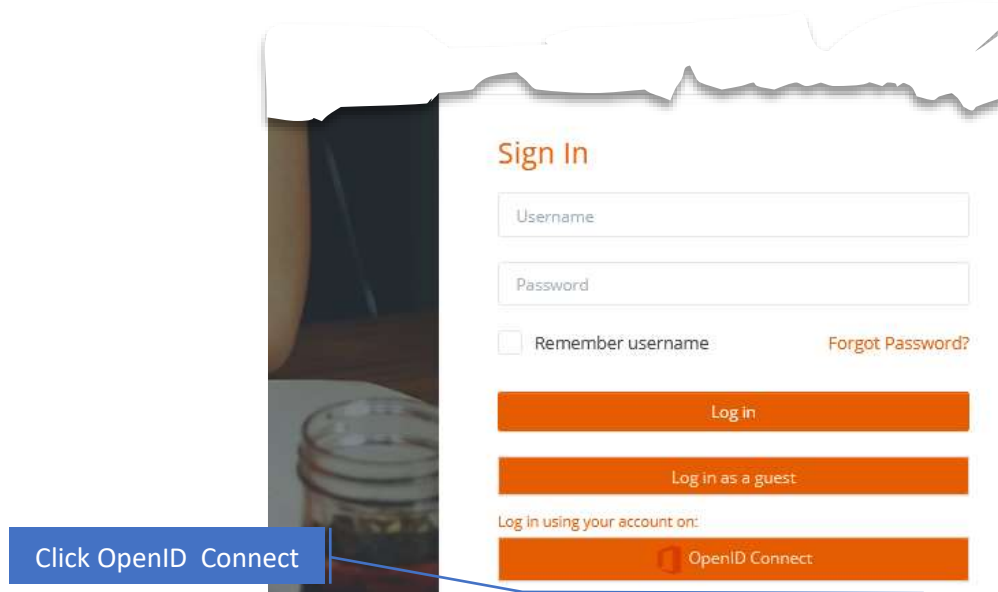 Sign In
Username
Password
Remember username Forgot Password?
Log in
Log in as a guest
Log in using your account on:
OpenID Connect
Click OpenID  Connect